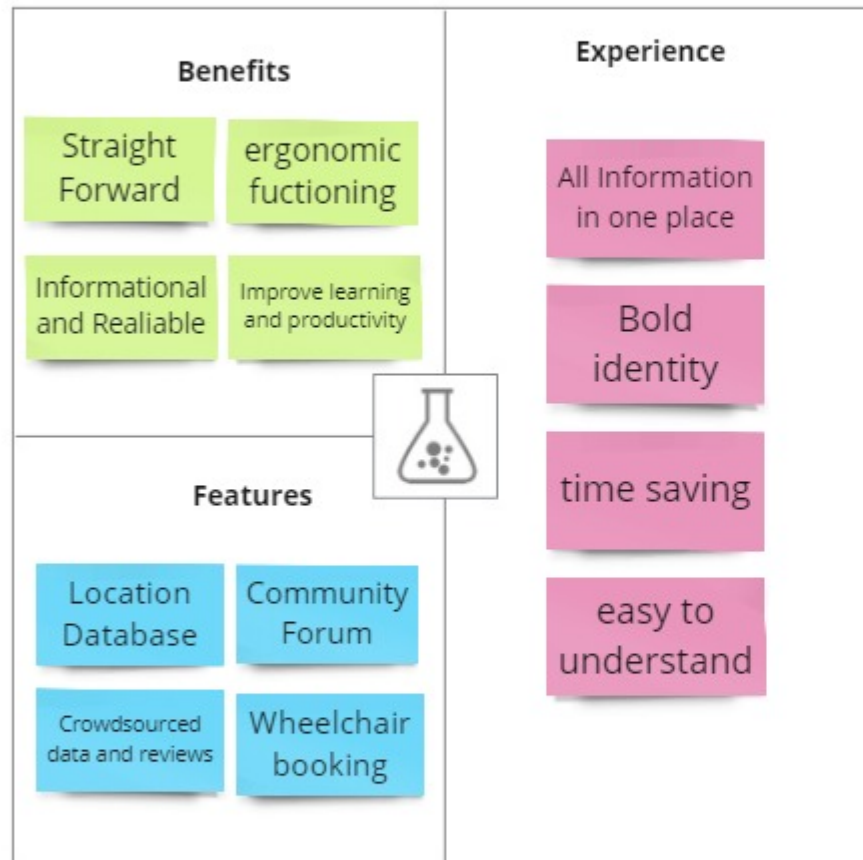 Benefits
Straight
Forward
ergonomic
fuctioning
Informational
and Realiable
Improve learning
and productivity
Features
Location
Database
Community
Forum
Crowdsourced
data and reviews
Wheelchair
booking
Experience
All Information
in one place
Bold
identity
time saving
easy to
understand